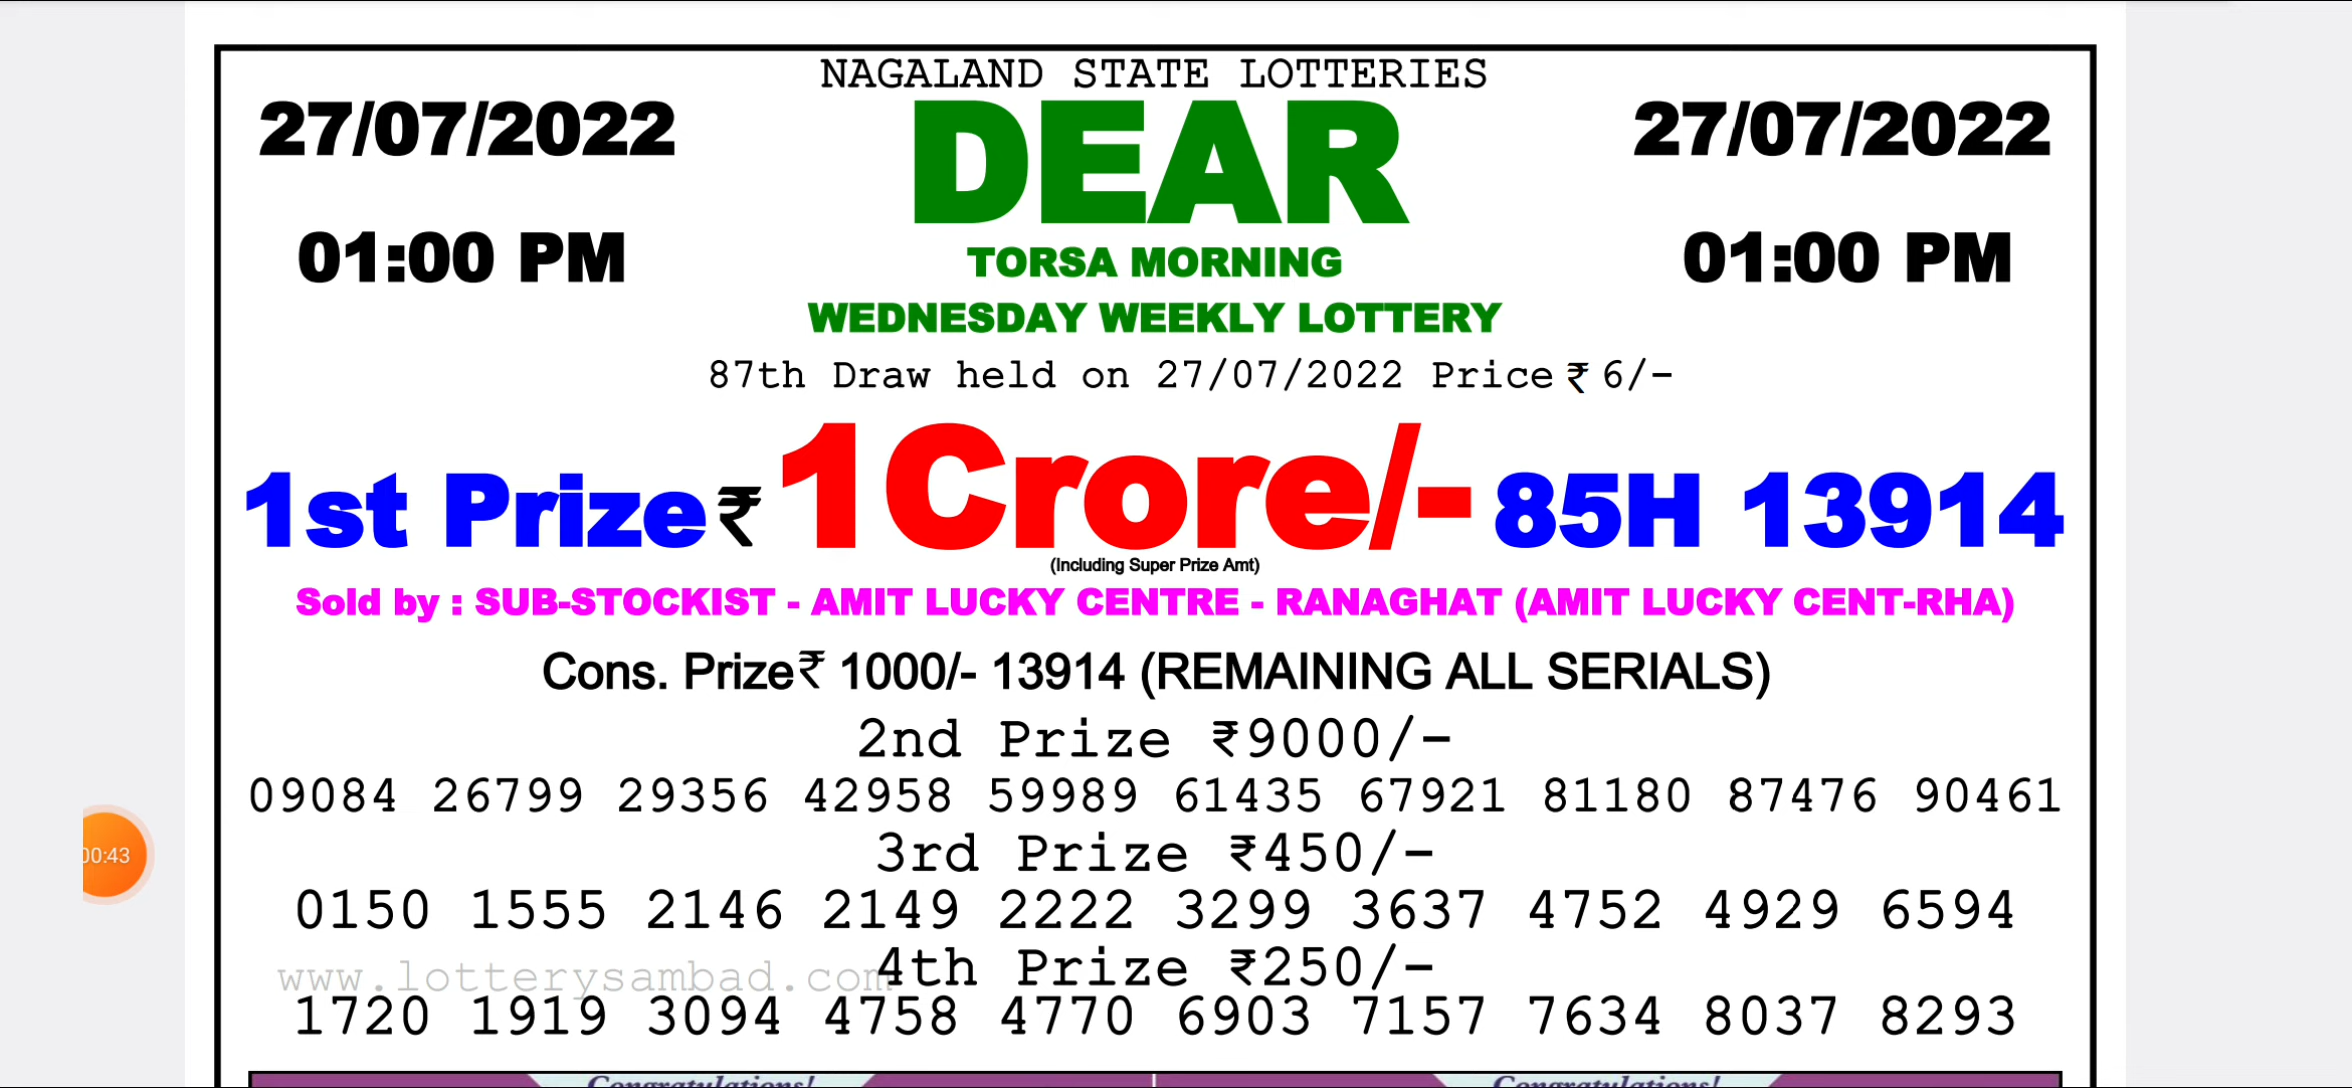 NAGALAND STATE LOTTERIES
27/07/2022 DEAR 27/07/2022
01:00 PM 01:00 PM
TORSA MORNING
WEDNESDAY WEEKLY LOTTERY
87th Draw held on 27/07/2022 Price ₹ 6/-
1st Prize ₹ 1Crore/- 85H 13914
(Including Super Prize Amt)
Sold by : SUB-STOCKIST - AMIT LUCKY CENTRE - RANAGHAT (AMIT LUCKY CENT-RHA)
Cons. Prize ₹ 1000/- 13914 (REMAINING ALL SERIALS)
2nd Prize ₹9000/-
09084 26799 29356 42958 59989 61435 67921 81180 87476 90461
00:43
3rd Prize ₹450/-
0150 1555 2146 2149 2222 3299 3637 4752 4929 6594
www.lotterysambad.com
4th Prize ₹250/-
1720 1919 3094 4758 4770 6903 7157 7634 8037 8293
Congratulations! Congratulations!